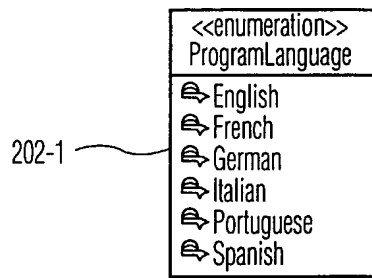 <<enumeration>>
ProgramLanguage
English
French
202-1
German
Italian
Portuguese
Spanish